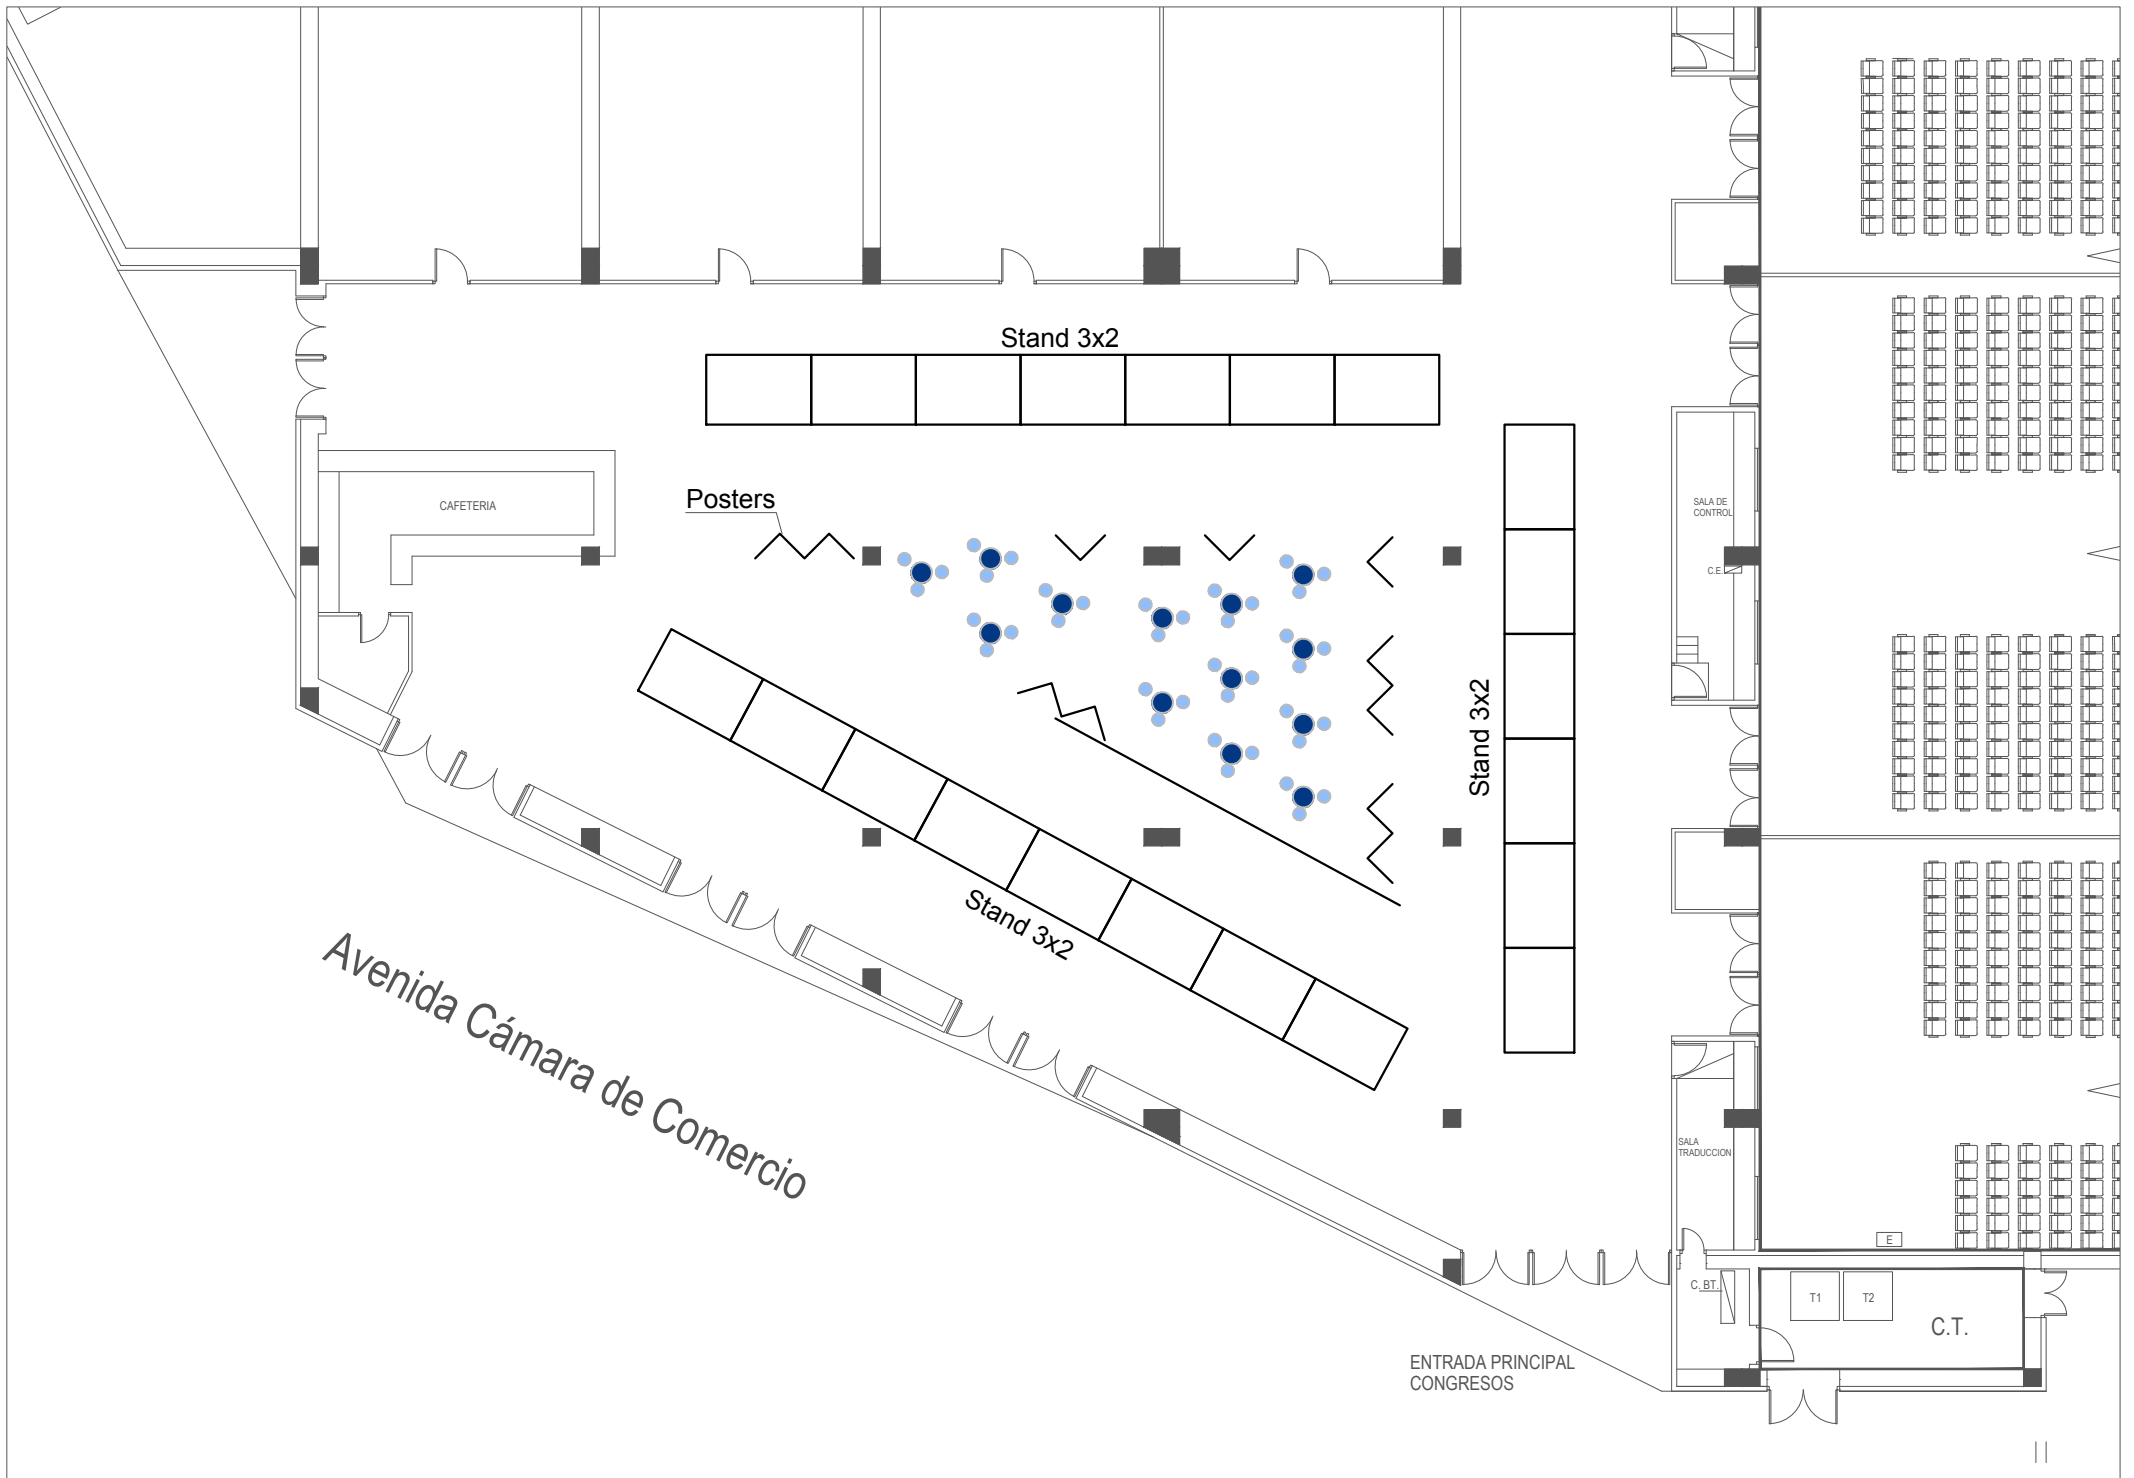 Stand 3x2
CAFETERIA
Posters
SALA DE
CONTROL
C.E.
Stand 3x2
Stand 3x2
Avenida Cámara de Comercio
SALA
TRADUCCION
E
C. BT.
T1
T2
C.T.
ENTRADA PRINCIPAL
CONGRESOS